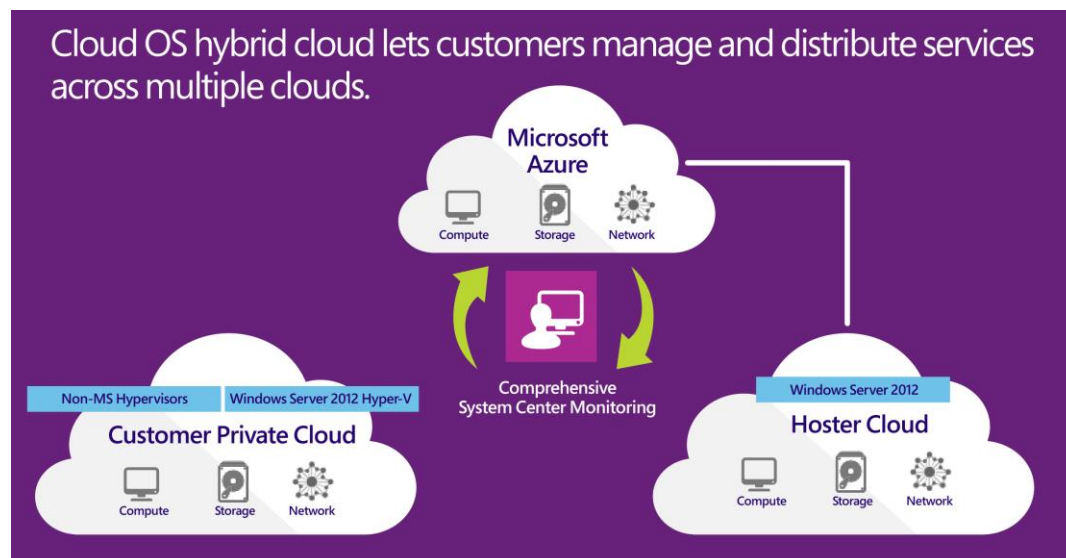 Cloud OS hybrid cloud lets customers manage and distribute services
across multiple clouds.
Microsoft
Azure
Compute
Storage
Network
Comprehensive
System Center Monitoring
Non-MS Hypervisors
Windows Server 2012 Hyper-V
Customer Private Cloud
Compute
Storage
Network
Windows Server 2012
Hoster Cloud
Compute
Storage
Network